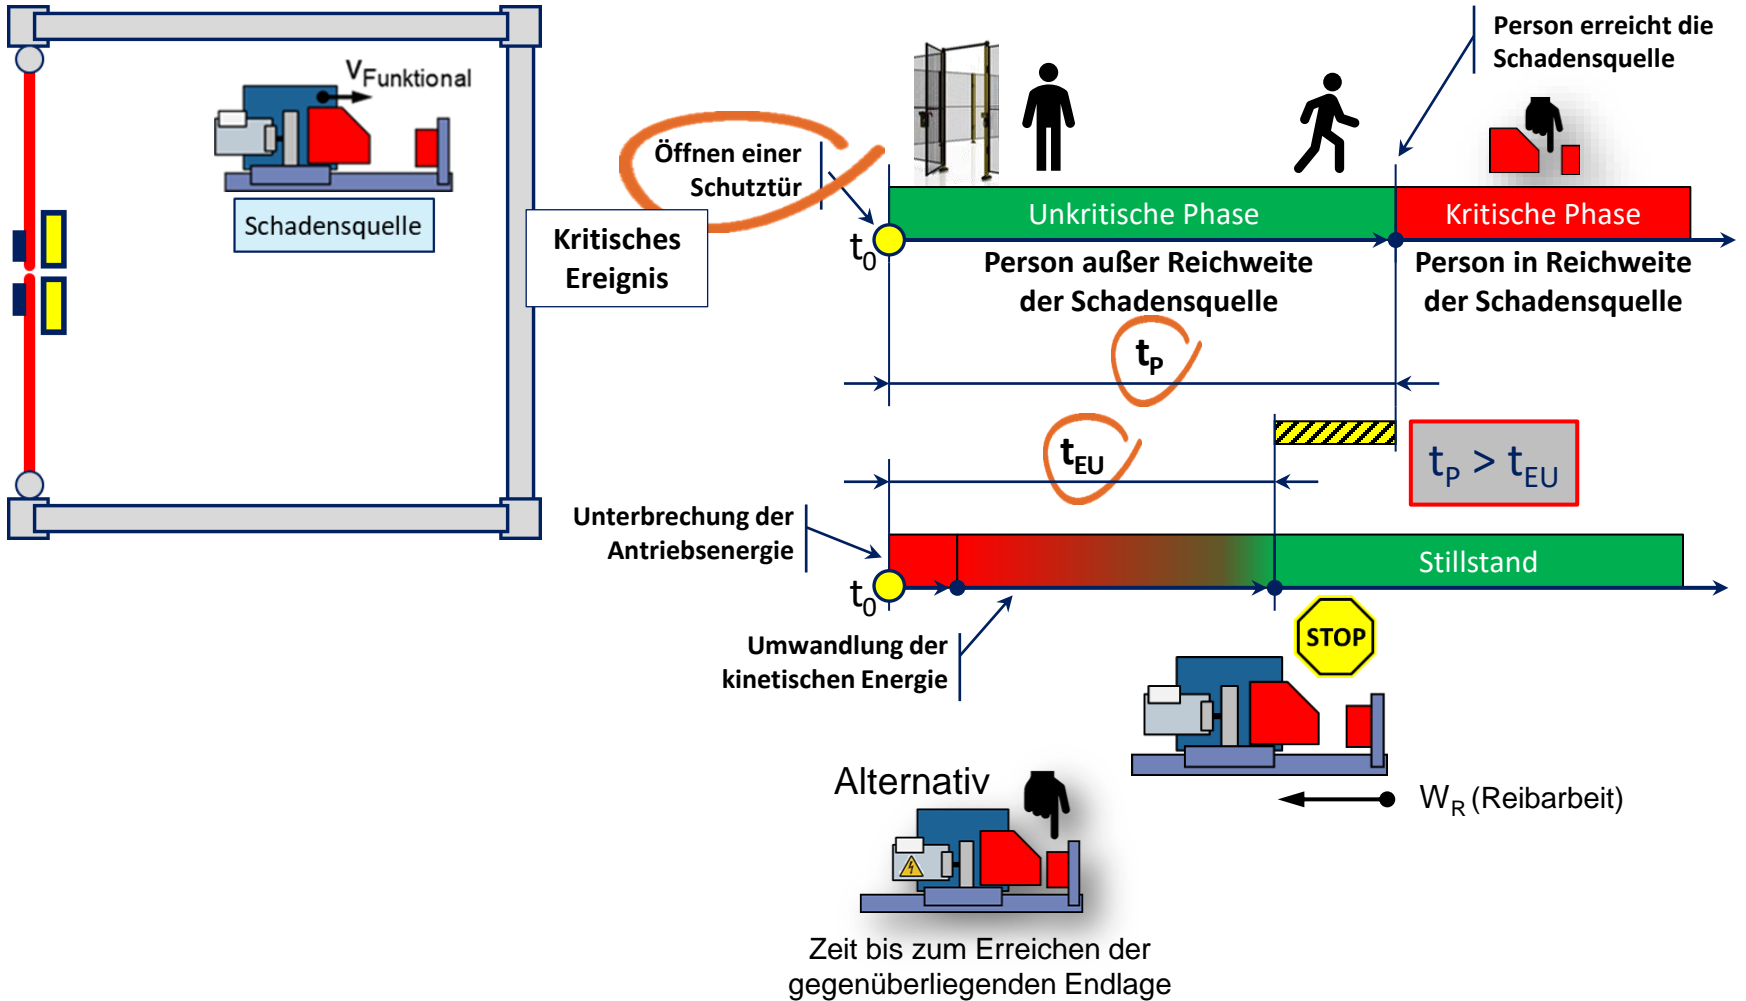 VFunktional
Schadensquelle
Kritisches
Ereignis
Öffnen einer
Schutztür
t0
Unkritische Phase
Kritische Phase
Person erreicht die
Schadensquelle
Person außer Reichweite
der Schadensquelle
Person in Reichweite
der Schadensquelle
tP
tEU
tP > tEU
Unterbrechung der
Antriebsenergie
t0
Stillstand
Umwandlung der
kinetischen Energie
STOP
WR (Reibarbeit)
Alternativ
Zeit bis zum Erreichen der
gegenüberliegenden Endlage